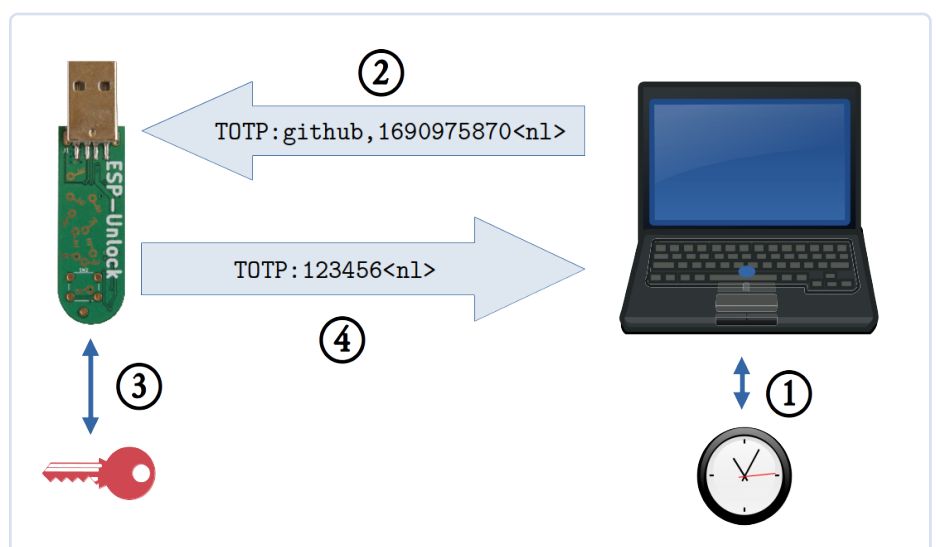 ②
TOTP:github,1690975870<nl>
ESP-Unlock
TOTP:123456<nl>
④
③
①